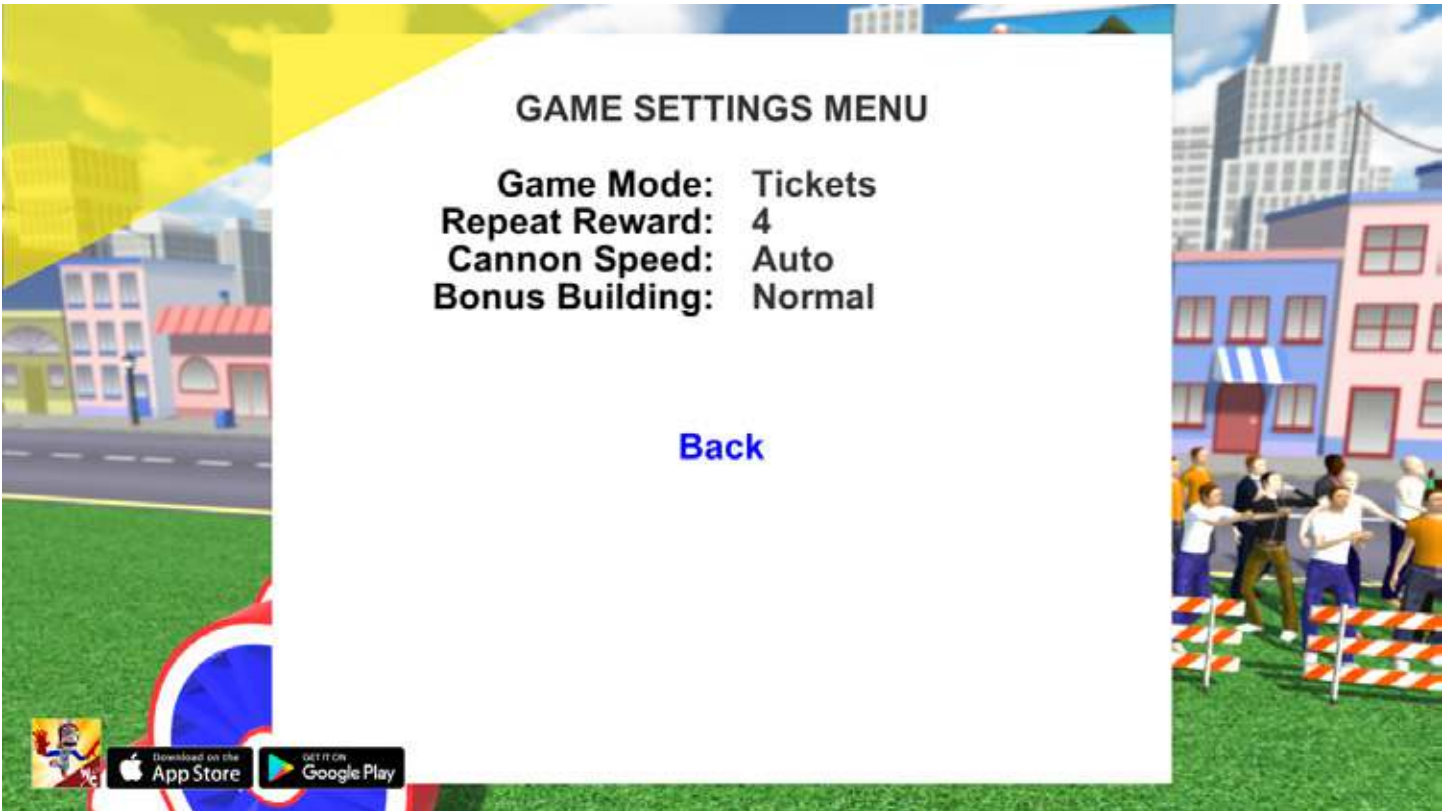 GAME SETTINGS MENU
Game Mode: Tickets
Repeat Reward: 4
Cannon Speed: Auto
Bonus Building: Normal
Back
Download on the
App Store
GET IT ON
Google Play